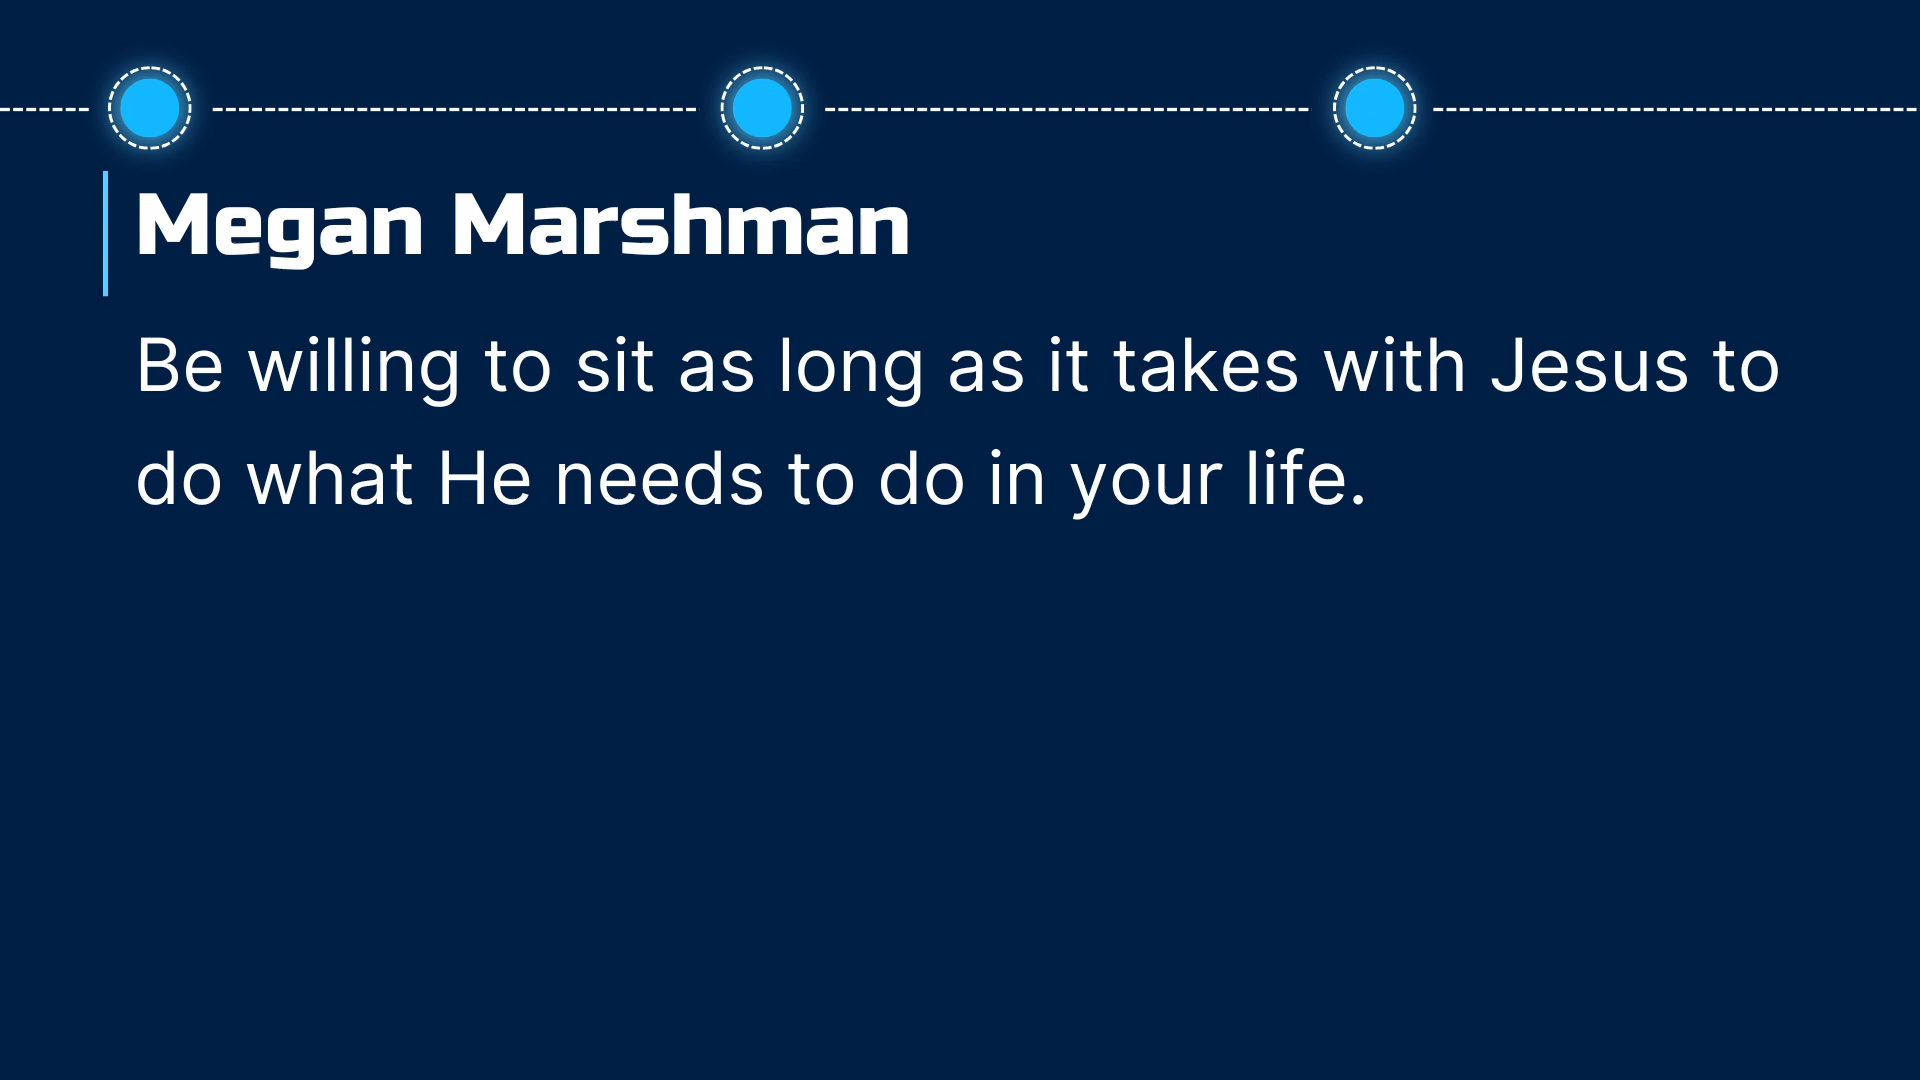 Megan Marshman
Be willing to sit as long as it takes with Jesus to
do what He needs to do in your life.